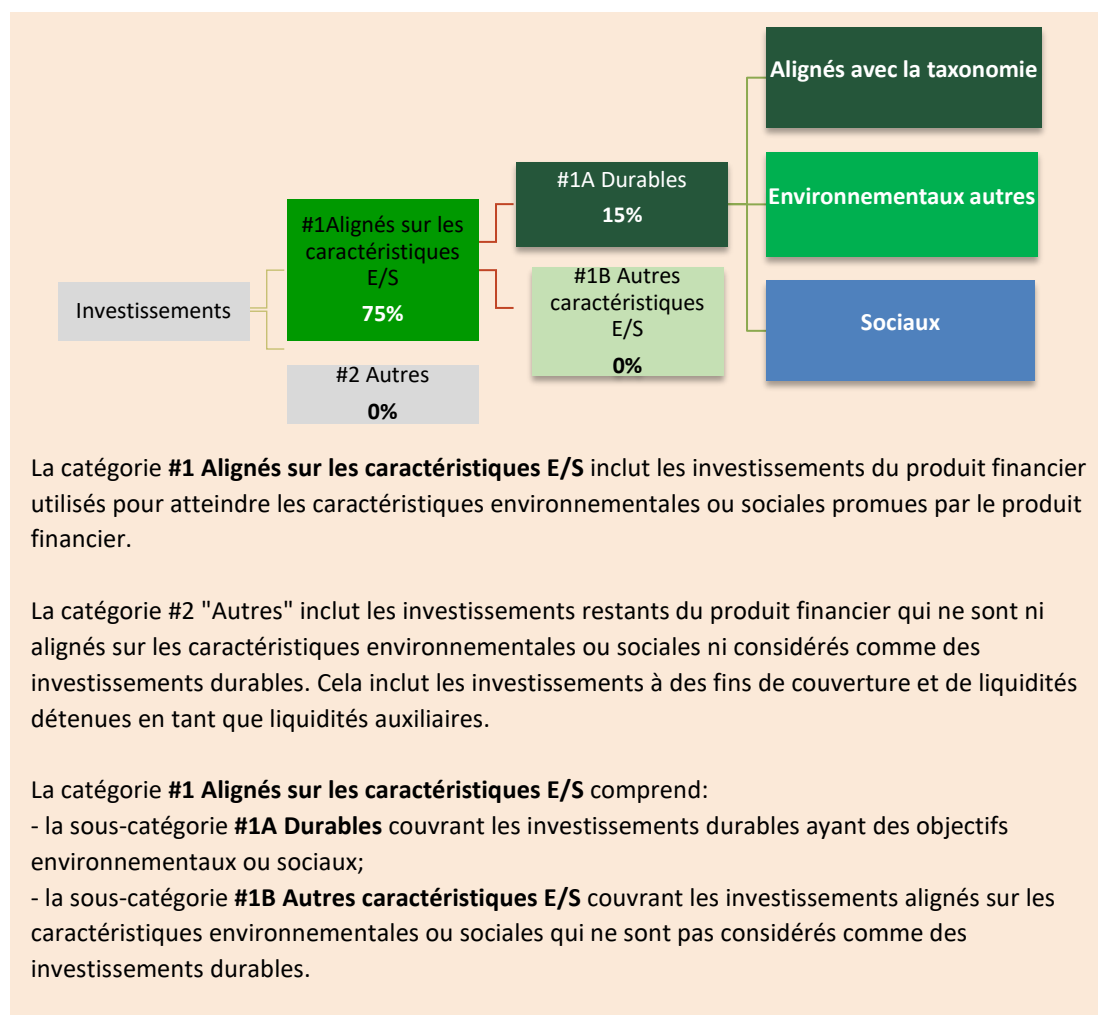 Alignés avec la taxonomie
#1A Durables
15%
Environnementaux autres
#1Alignés sur les
caractéristiques
E/S
75%
#1B Autres
caractéristiques
E/S
0%
Investissements
Sociaux
#2 Autres
0%
La catégorie #1 Alignés sur les caractéristiques E/S inclut les investissements du produit financier
utilisés pour atteindre les caractéristiques environnementales ou sociales promues par le produit
financier.
La catégorie #2 "Autres" inclut les investissements restants du produit financier qui ne sont ni
alignés sur les caractéristiques environnementales ou sociales ni considérés comme des
investissements durables. Cela inclut les investissements à des fins de couverture et de liquidités
détenues en tant que liquidités auxiliaires.
La catégorie #1 Alignés sur les caractéristiques E/S comprend:
- la sous-catégorie #1A Durables couvrant les investissements durables ayant des objectifs
environnementaux ou sociaux;
- la sous-catégorie #1B Autres caractéristiques E/S couvrant les investissements alignés sur les
caractéristiques environnementales ou sociales qui ne sont pas considérés comme des
investissements durables.